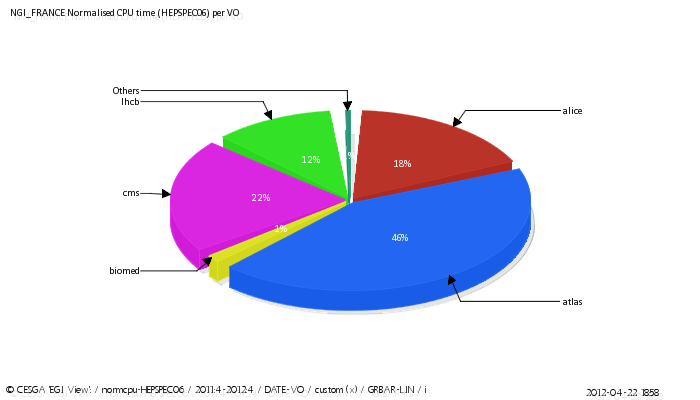 NGI_FRANCE Normalised CPU time (HEPSPEC06) per VO
Others
lhcb
alice
12%
18%
cms
22%
1%
46%
biomed
atlas
© CESGA 'EGI View': / normcpu-HEPSPEC06 / 2011:4-2012:4 / DATE-VO / custom (x) / GRBAR-LIN / i
2012-04-22 18:58